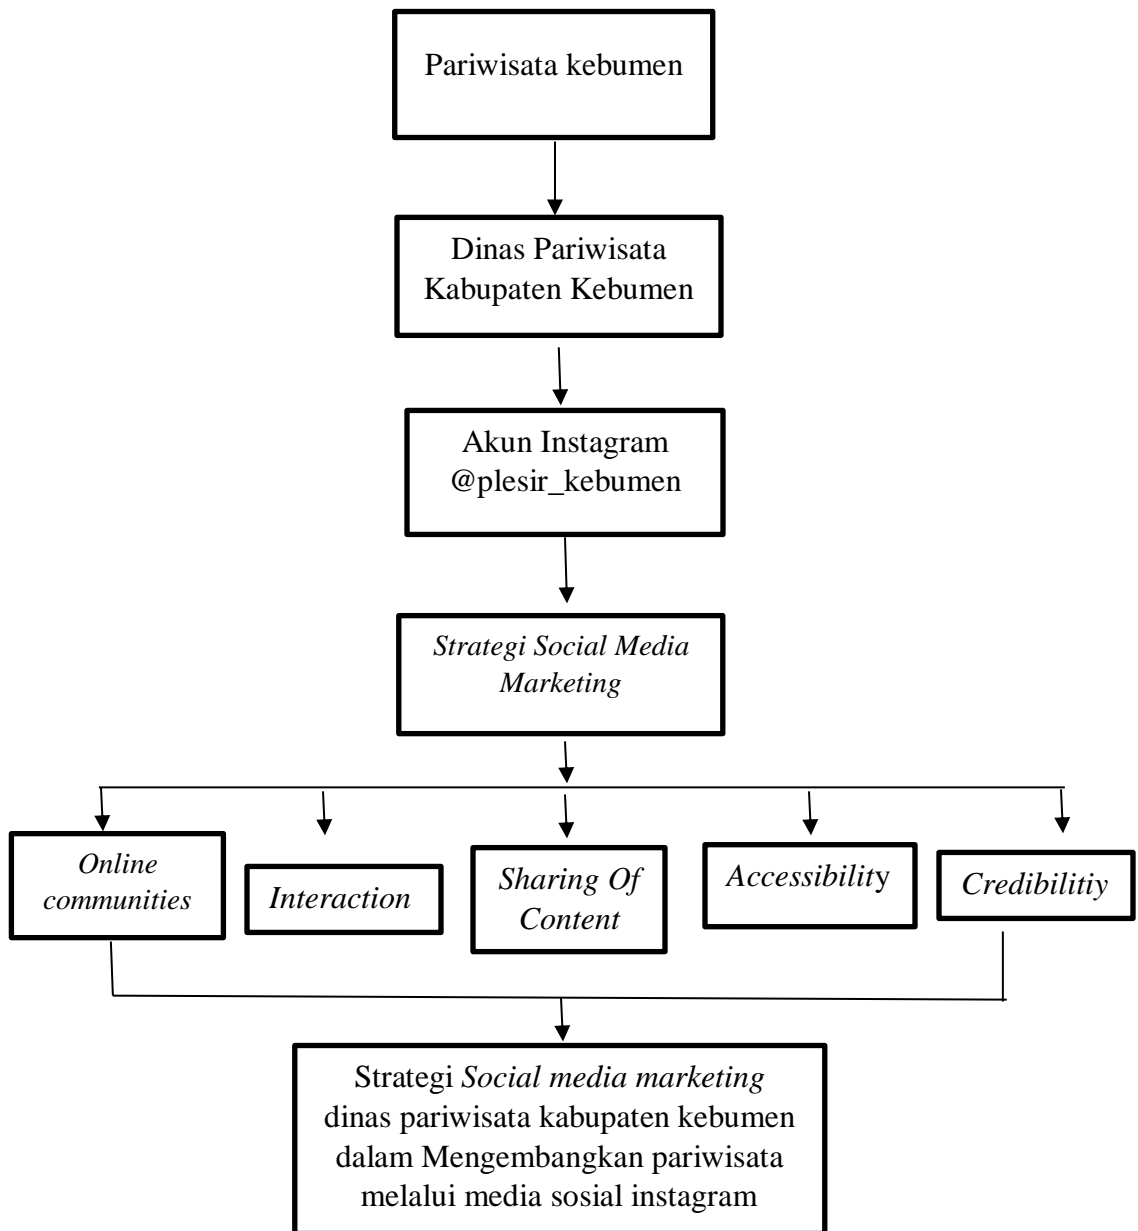 Pariwisata kebumen
Dinas Pariwisata
Kabupaten Kebumen
Akun Instagram
@plesir_kebumen
Strategi Social Media
Marketing
Online
communities
Interaction
Sharing Of
Content
Accessibility
Credibilitiy
Strategi Social media marketing
dinas pariwisata kabupaten kebumen
dalam Mengembangkan pariwisata
melalui media sosial instagram